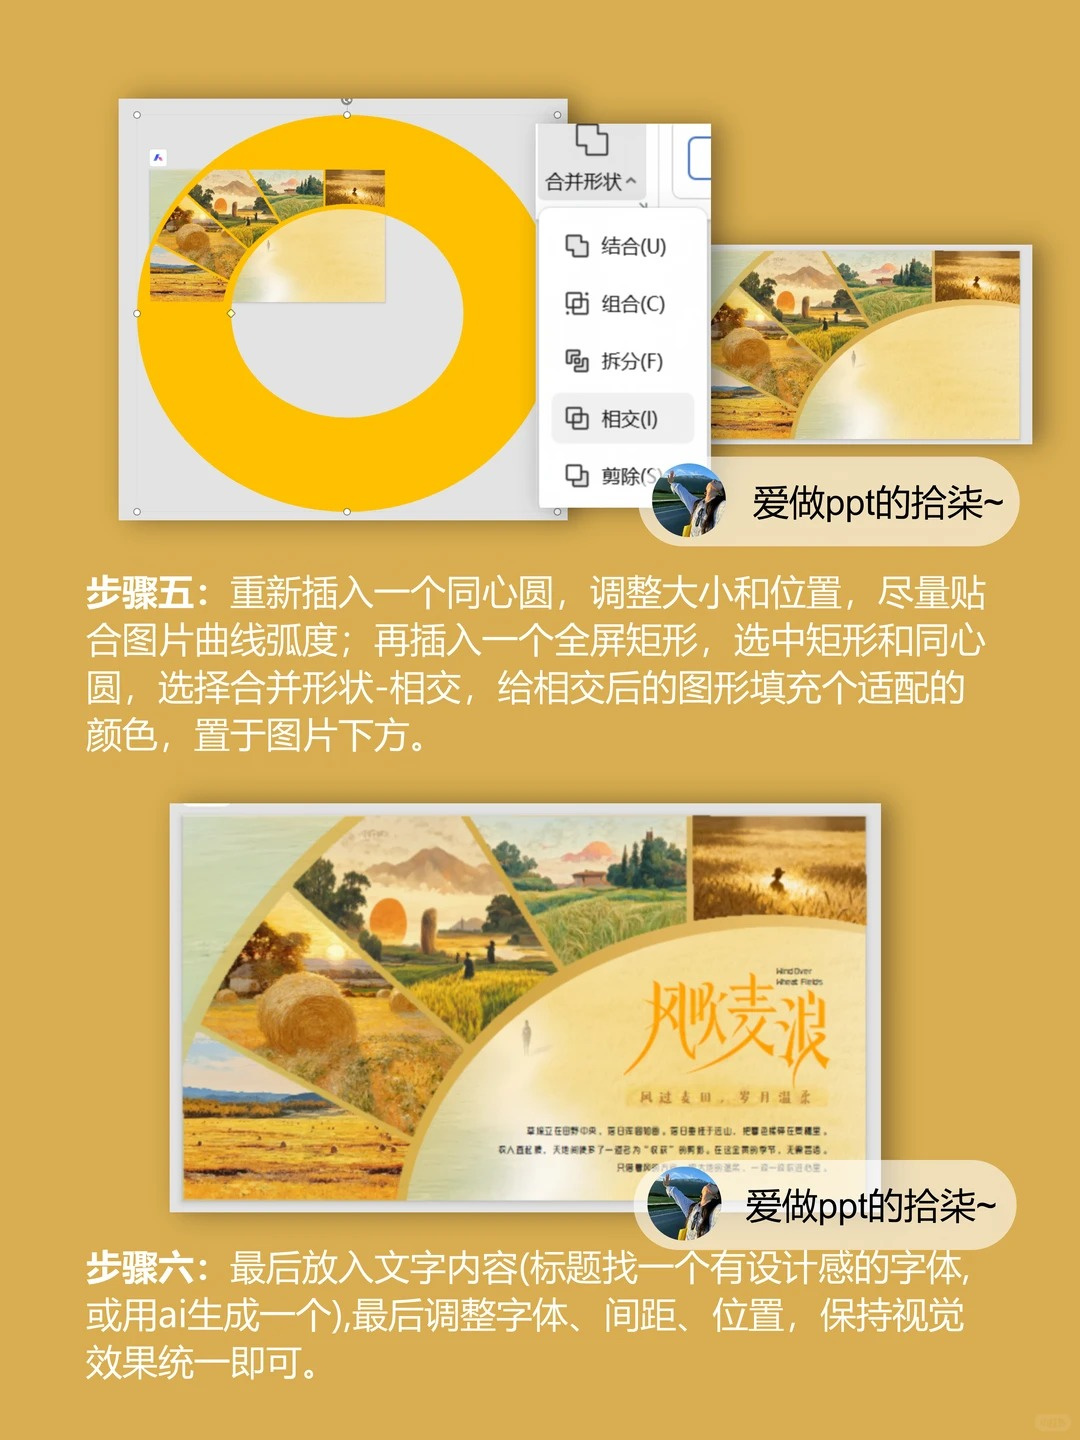 合并形状
结合(U)
组合(C)
拆分(F)
相交(I)
剪除(S)
爱做ppt的拾柒~
步骤五：重新插入一个同心圆，调整大小和位置，尽量贴
合图片曲线弧度；再插入一个全屏矩形，选中矩形和同心
圆，选择合并形状-相交，给相交后的图形填充个适配的
颜色，置于图片下方。
Wind Over
Wheat Fields
风吹麦浪
风过麦田，岁月温柔
爱做ppt的拾柒~
步骤六：最后放入文字内容(标题找一个有设计感的字体,
或用ai生成一个),最后调整字体、间距、位置，保持视觉
效果统一即可。